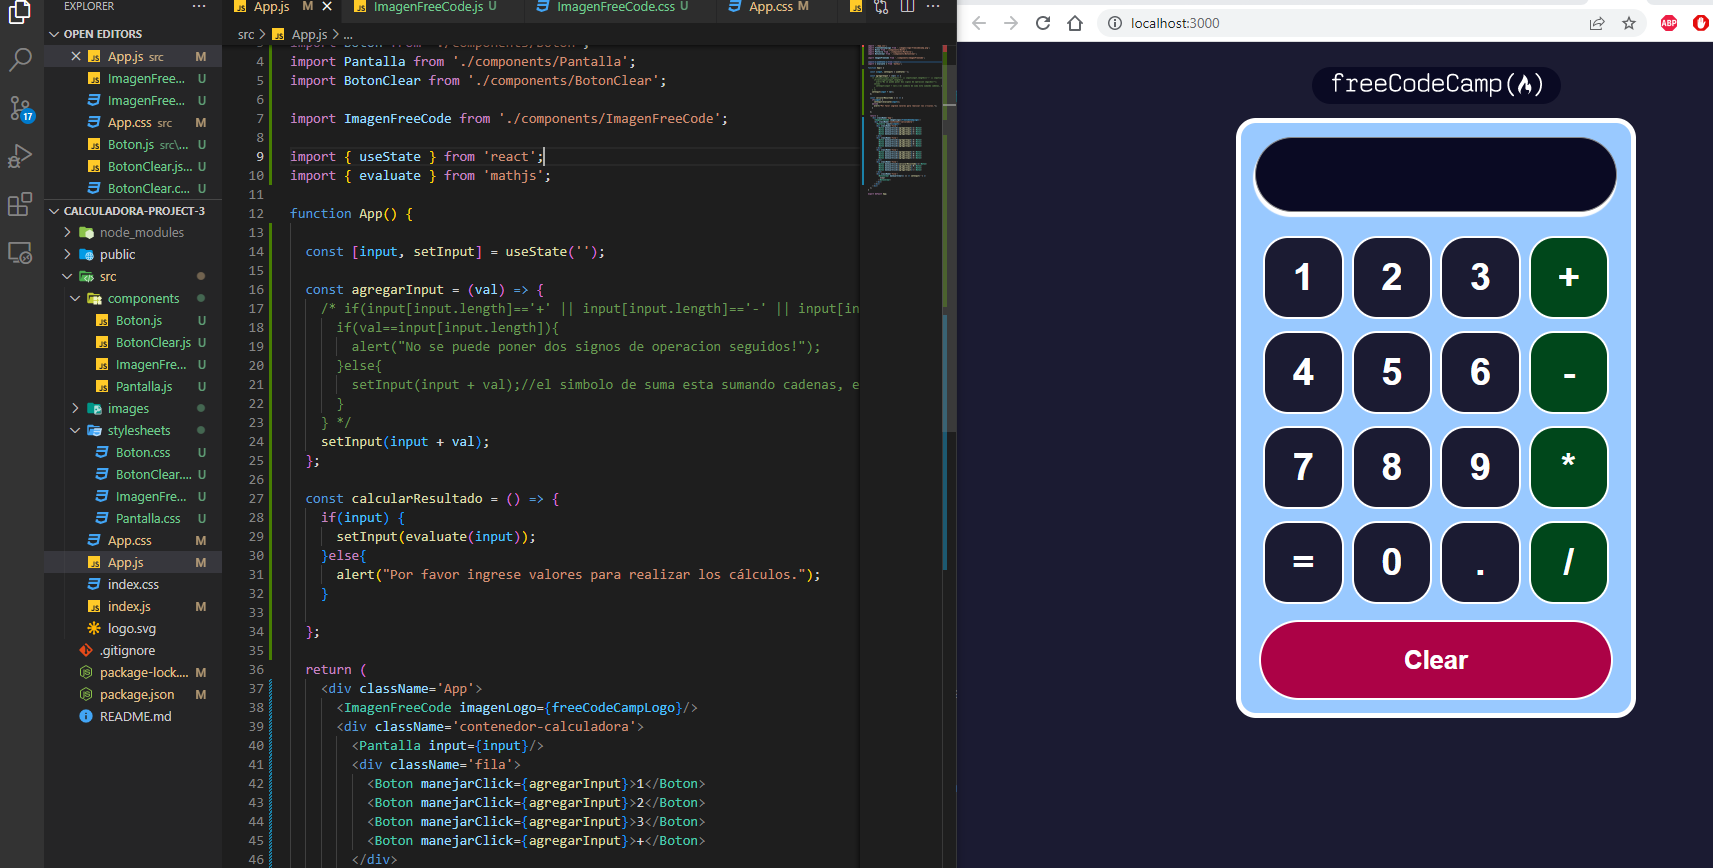 EXPLORER ...
OPEN EDITORS
App.js src M
ImagenFree... U
ImagenFree... U
App.css src M
Boton.js src\... U
BotonClear.js... U
BotonClear.c... U
17
CALCULADORA-PROJECT-3
node_modules
public
src
components
Boton.js U
BotonClear.js U
ImagenFre... U
Pantalla.js U
images
stylesheets
Boton.css U
BotonClear.... U
ImagenFre... U
Pantalla.css U
App.css M
App.js M
index.css
index.js M
logo.svg
.gitignore
package-lock.... M
package.json M
README.md
App.js M
ImagenFreeCode.js U
ImagenFreeCode.css U
App.css M
src > App.js > ...
4 import Pantalla from './components/Pantalla';
5 import BotonClear from './components/BotonClear';
6
7 import ImagenFreeCode from './components/ImagenFreeCode';
8
9 import { useState } from 'react';
10 import { evaluate } from 'mathjs';
11
12 function App() {
13
14 const [input, setInput] = useState('');
15
16 const agregarInput = (val) => {
17 /* if(input[input.length]=='+' || input[input.length]=='-' || input[in
18 if(val==input[input.length]){
19 alert("No se puede poner dos signos de operacion seguidos!");
20 }else{
21 setInput(input + val);//el simbolo de suma esta sumando cadenas, e
22 }
23 } */
24 setInput(input + val);
25 };
26
27 const calcularResultado = () => {
28 if(input) {
29 setInput(evaluate(input));
30 }else{
31 alert("Por favor ingrese valores para realizar los cálculos.");
32 }
33
34 };
35
36 return (
37 <div className='App'>
38 <ImagenFreeCode imagenLogo={freeCodeCampLogo}/>
39 <div className='contenedor-calculadora'>
40 <Pantalla input={input}/>
41 <div className='fila'>
42 <Boton manejarClick={agregarInput}>1</Boton>
43 <Boton manejarClick={agregarInput}>2</Boton>
44 <Boton manejarClick={agregarInput}>3</Boton>
45 <Boton manejarClick={agregarInput}>+</Boton>
46 </div>
localhost:3000
ABP
freeCodeCamp
1 2 3 +
4 5 6 -
7 8 9 *
= 0 . /
Clear